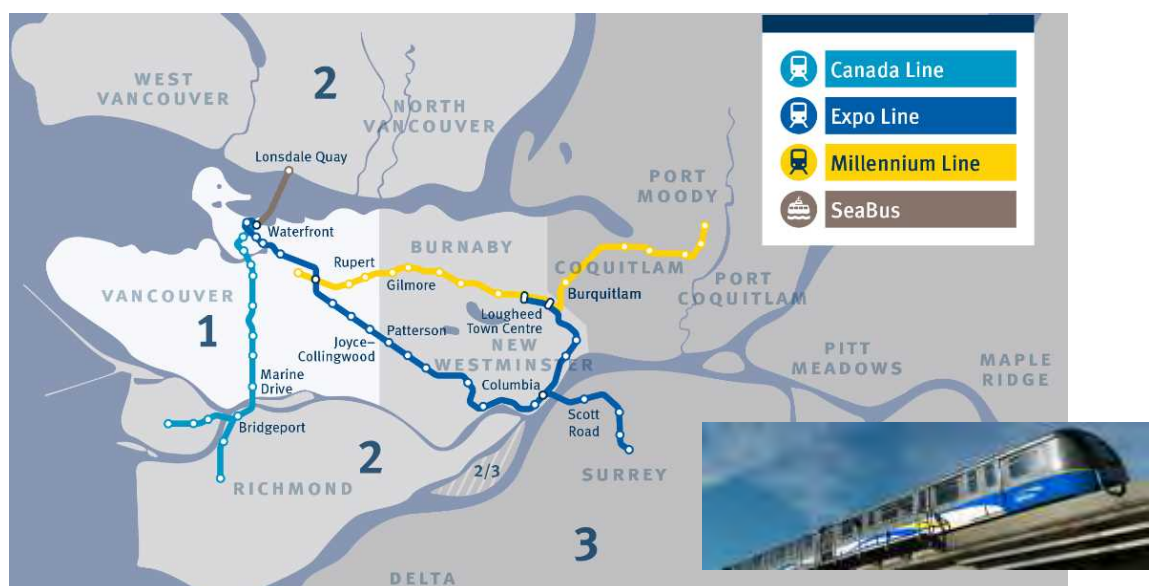 Canada Line
Expo Line
Millennium Line
SeaBus
WEST
VANCOUVER
2
NORTH
VANCOUVER
Lonsdale Quay
PORT
MOODY
Waterfront
BURNABY
Rupert
Gilmore
COQUITLAM
Burquitlam
PORT
COQUITLAM
VANCOUVER
1
Lougheed
Town Centre
Patterson
Joyce–
Collingwood
NEW
WESTMINSTER
PITT
MEADOWS
MAPLE
RIDGE
Marine
Drive
Columbia
Bridgeport
Scott
Road
2
2/3
RICHMOND
SURREY
3
DELTA